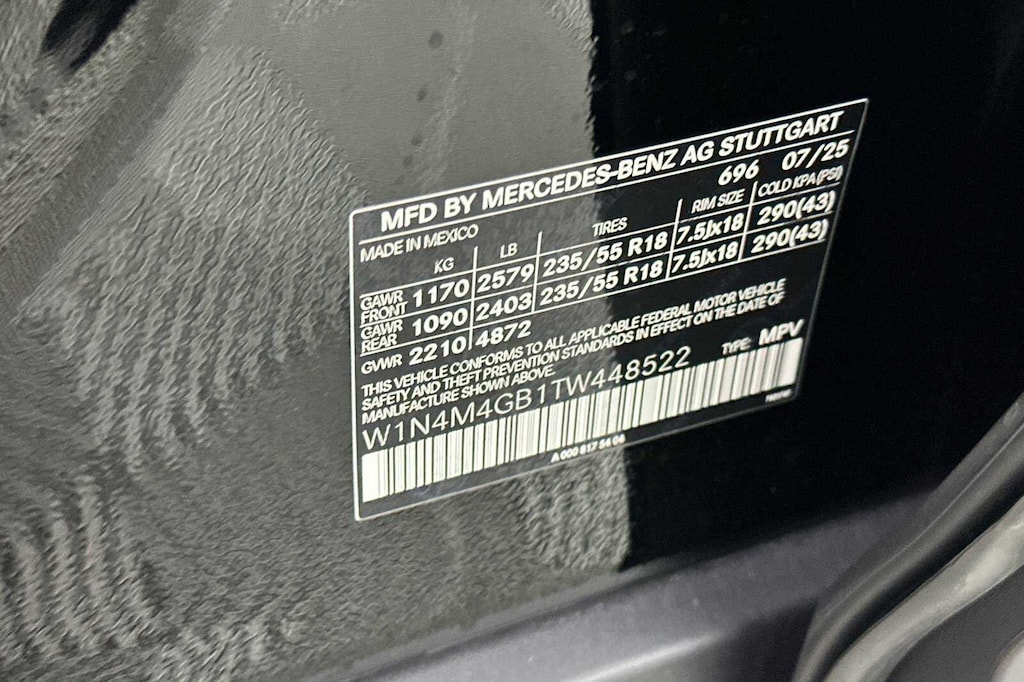 MFD BY MERCEDES-BENZ AG STUTTGART
696 07/25
MADE IN MEXICO
KG LB TIRES RIM SIZE COLD KPA(PSI)
GAWR FRONT 1170 2579 235/55 R18 7.5Jx18 290(43)
GAWR REAR 1090 2403 235/55 R18 7.5Jx18 290(43)
GVWR 2210 4872
THIS VEHICLE CONFORMS TO ALL APPLICABLE FEDERAL MOTOR VEHICLE
SAFETY AND THEFT PREVENTION STANDARDS IN EFFECT ON THE DATE OF
MANUFACTURE SHOWN ABOVE.
W1N4M4GB1TW448522 TYPE: MPV
A 000 817 54 06